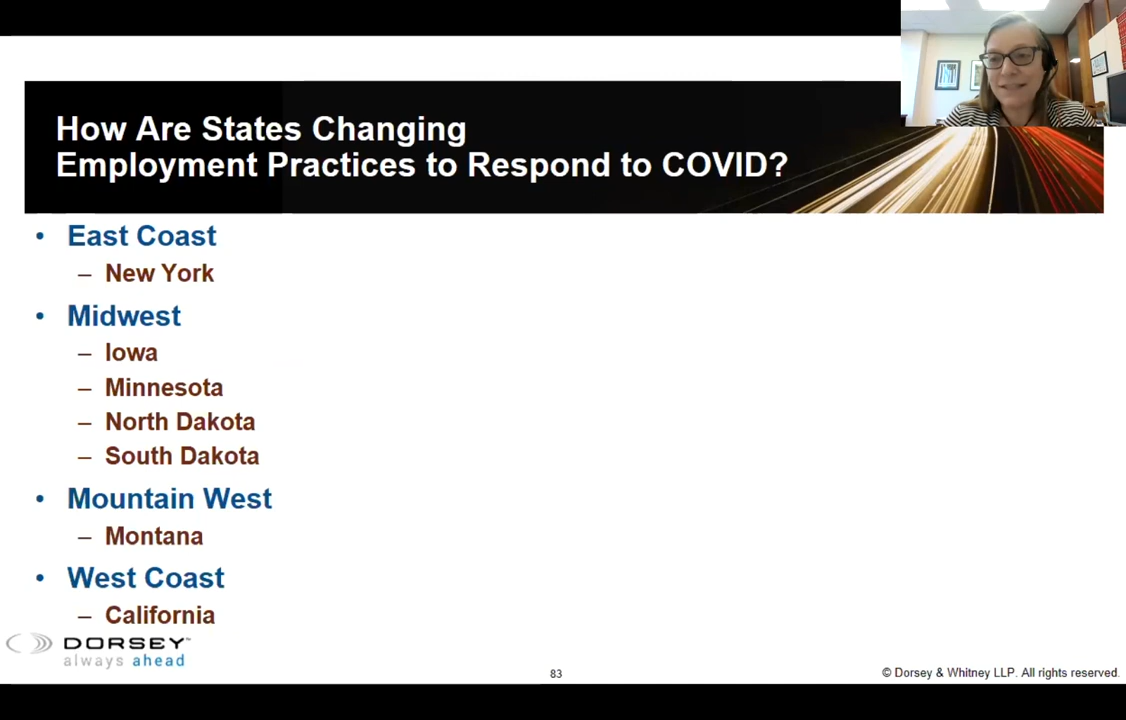 How Are States Changing
Employment Practices to Respond to COVID?
• East Coast
– New York
• Midwest
– Iowa
– Minnesota
– North Dakota
– South Dakota
• Mountain West
– Montana
• West Coast
– California
DORSEY™
always ahead
83
© Dorsey & Whitney LLP. All rights reserved.